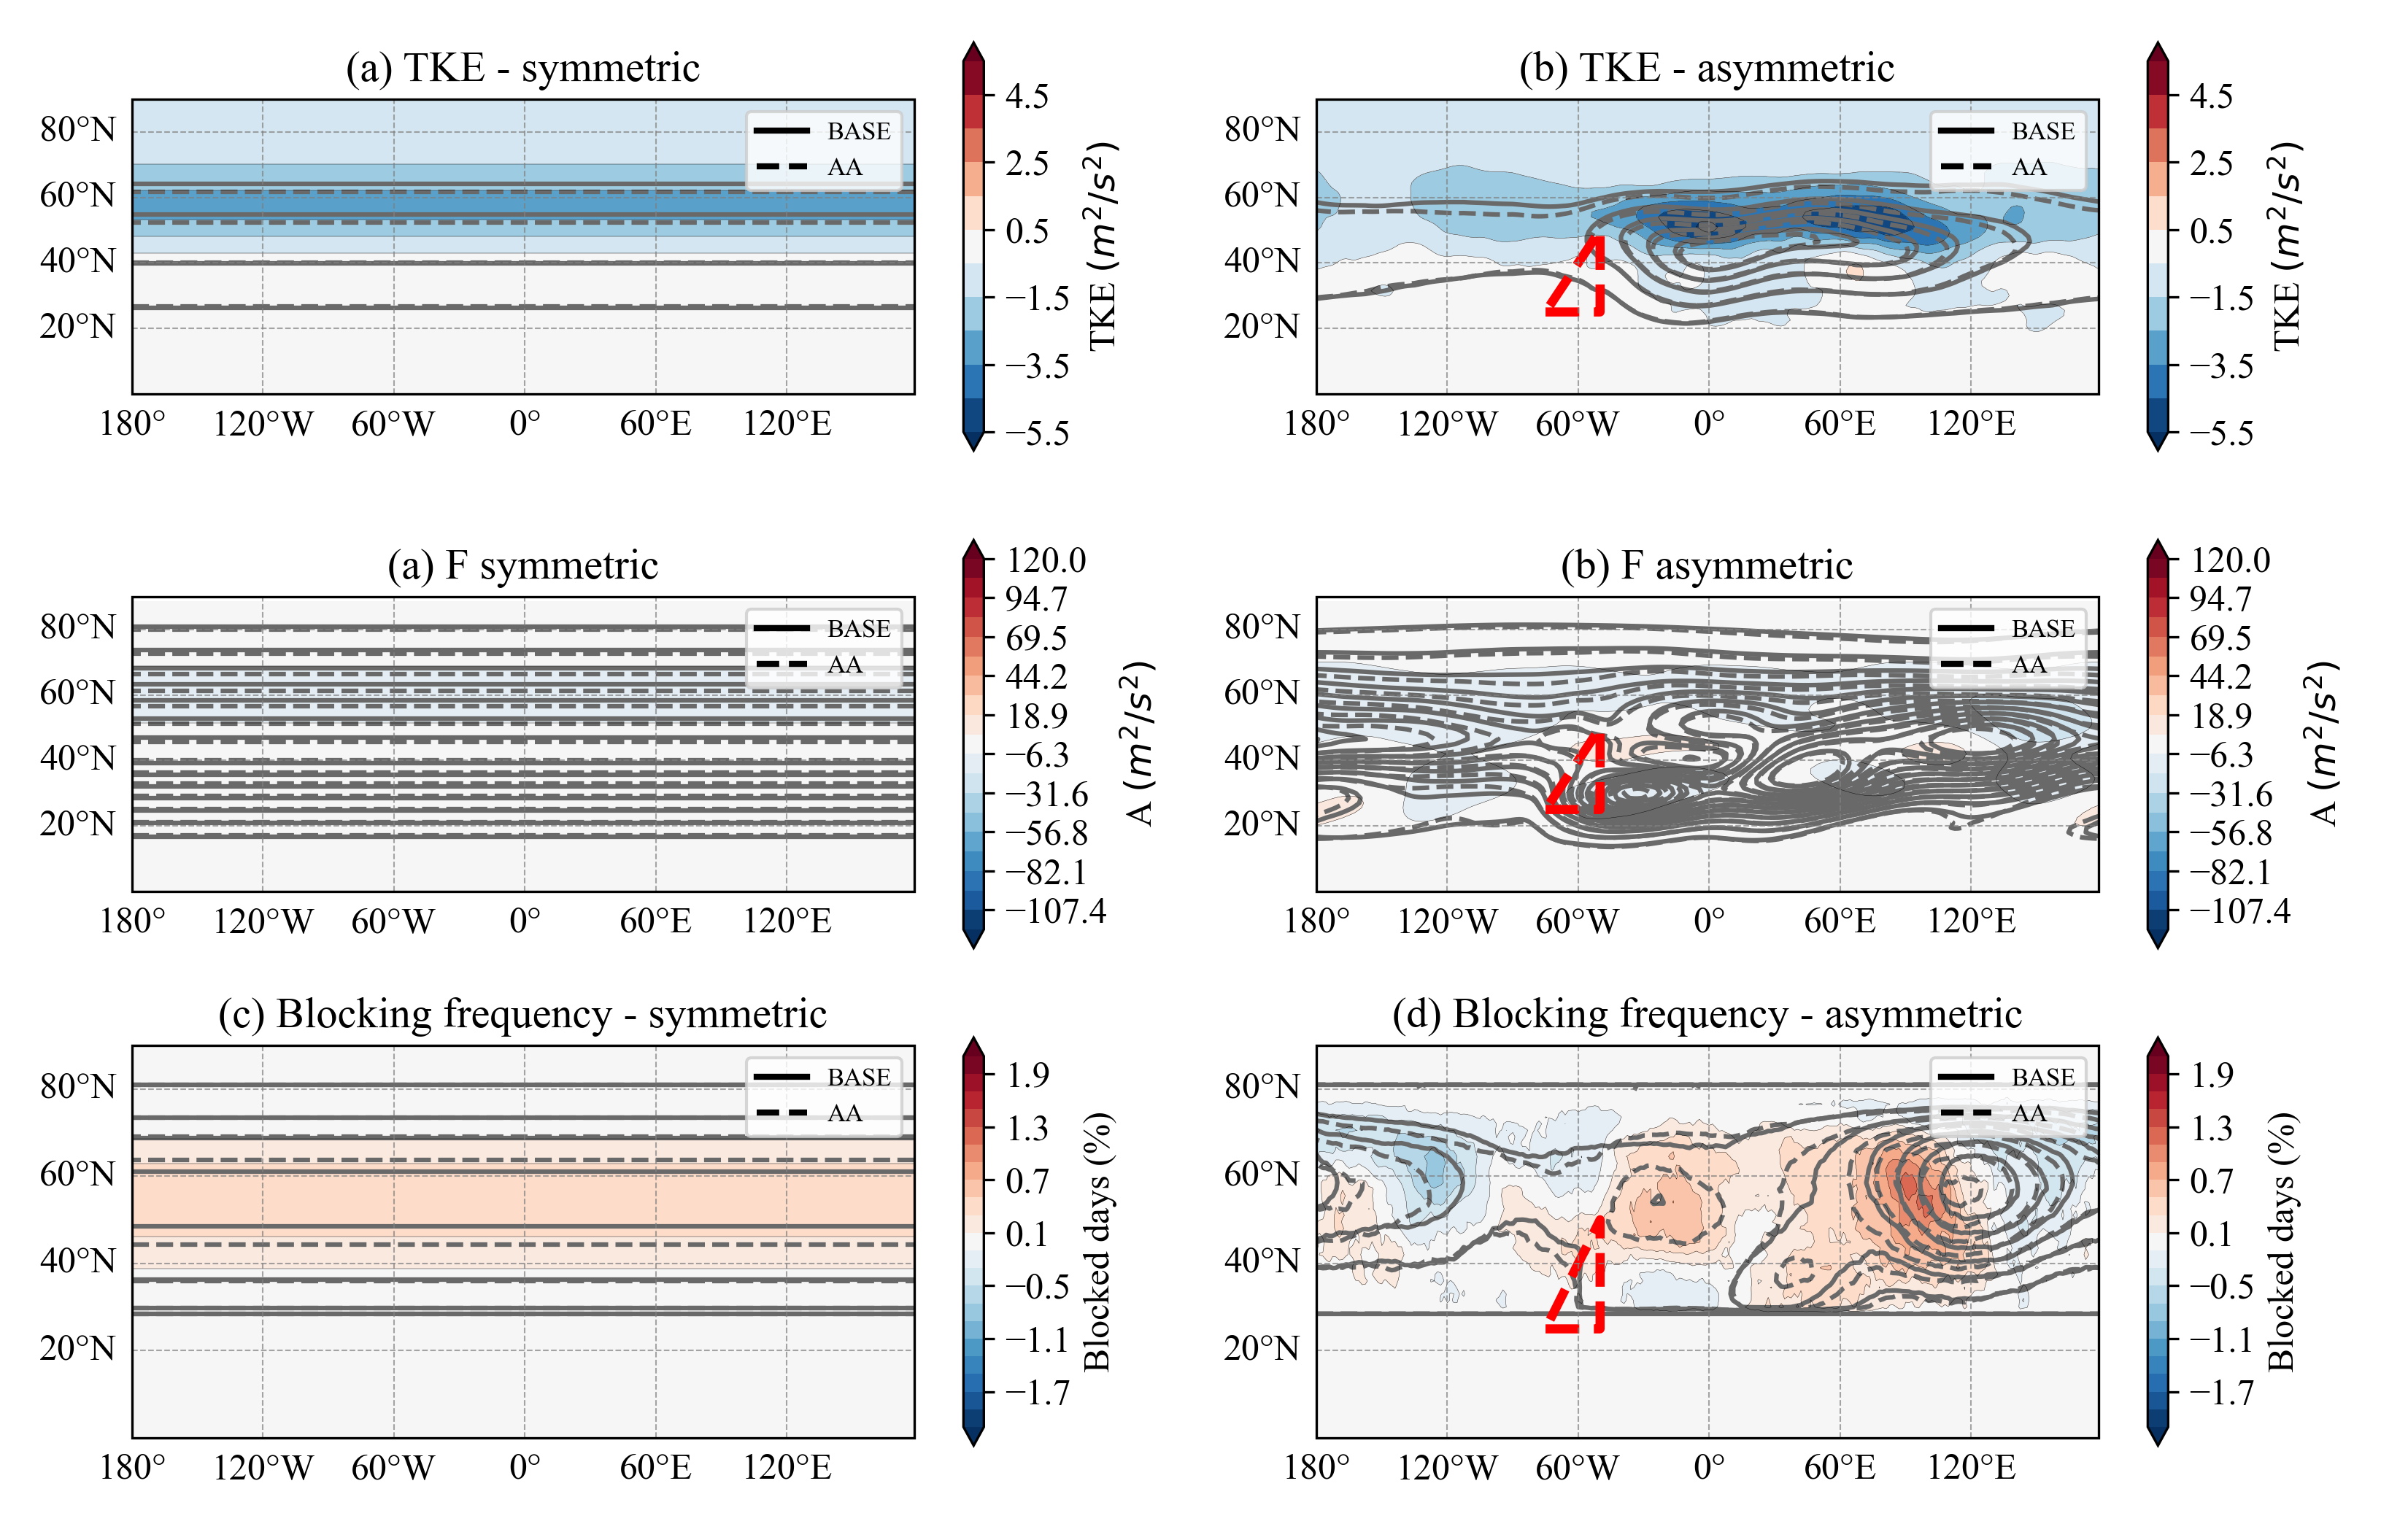 (a) TKE - symmetric
BASE
AA
80°N
60°N
40°N
20°N
180°
120°W
60°W
0°
60°E
120°E
4.5
2.5
0.5
−1.5
−3.5
−5.5
TKE (m²/s²)
(b) TKE - asymmetric
BASE
AA
80°N
60°N
40°N
20°N
180°
120°W
60°W
0°
60°E
120°E
4.5
2.5
0.5
−1.5
−3.5
−5.5
TKE (m²/s²)
(a) F symmetric
BASE
AA
80°N
60°N
40°N
20°N
180°
120°W
60°W
0°
60°E
120°E
120.0
94.7
69.5
44.2
18.9
−6.3
−31.6
−56.8
−82.1
−107.4
A (m²/s²)
(b) F asymmetric
BASE
AA
80°N
60°N
40°N
20°N
180°
120°W
60°W
0°
60°E
120°E
120.0
94.7
69.5
44.2
18.9
−6.3
−31.6
−56.8
−82.1
−107.4
A (m²/s²)
(c) Blocking frequency - symmetric
BASE
AA
80°N
60°N
40°N
20°N
180°
120°W
60°W
0°
60°E
120°E
1.9
1.3
0.7
0.1
−0.5
−1.1
−1.7
Blocked days (%)
(d) Blocking frequency - asymmetric
BASE
AA
80°N
60°N
40°N
20°N
180°
120°W
60°W
0°
60°E
120°E
1.9
1.3
0.7
0.1
−0.5
−1.1
−1.7
Blocked days (%)